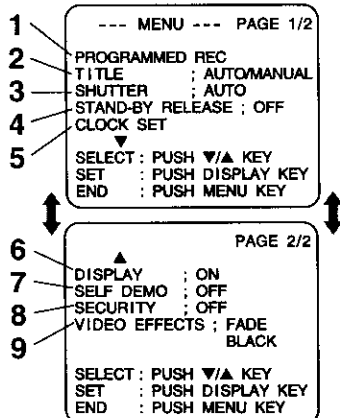 --- MENU --- PAGE 1/2
1 PROGRAMMED REC
2 TITLE ; AUTO/MANUAL
3 SHUTTER ; AUTO
4 STAND-BY RELEASE ; OFF
5 CLOCK SET
▼
SELECT : PUSH ▼/▲ KEY
SET : PUSH DISPLAY KEY
END : PUSH MENU KEY
PAGE 2/2
▲
6 DISPLAY ; ON
7 SELF DEMO ; OFF
8 SECURITY ; OFF
9 VIDEO EFFECTS ; FADE
BLACK
SELECT : PUSH ▼/▲ KEY
SET : PUSH DISPLAY KEY
END : PUSH MENU KEY